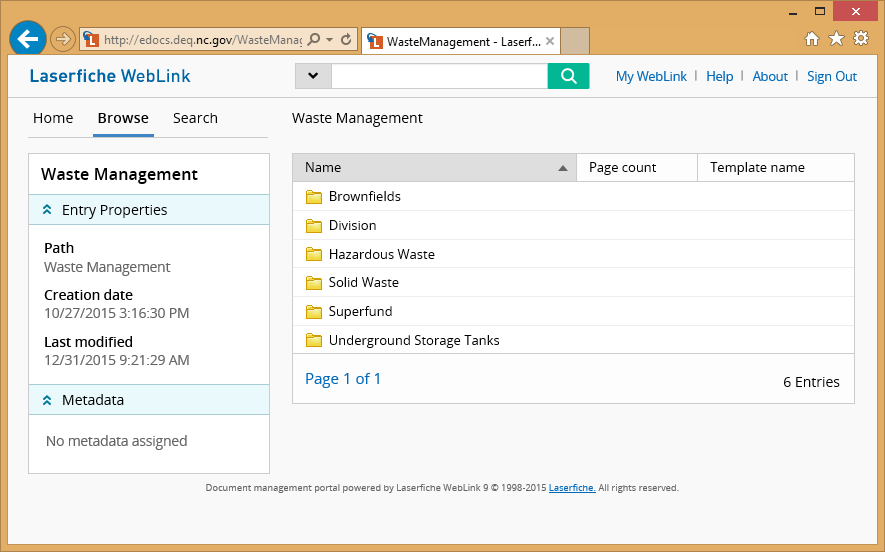 http://edocs.deq.nc.gov/WasteManag
WasteManagement - Laserf...
Laserfiche WebLink
My WebLink | Help | About | Sign Out
Home Browse Search
Waste Management
Waste Management
Entry Properties
Path
Waste Management
Creation date
10/27/2015 3:16:30 PM
Last modified
12/31/2015 9:21:29 AM
Metadata
No metadata assigned
Name Page count Template name
Brownfields
Division
Hazardous Waste
Solid Waste
Superfund
Underground Storage Tanks
Page 1 of 1
6 Entries
Document management portal powered by Laserfiche WebLink 9 © 1998-2015 Laserfiche. All rights reserved.